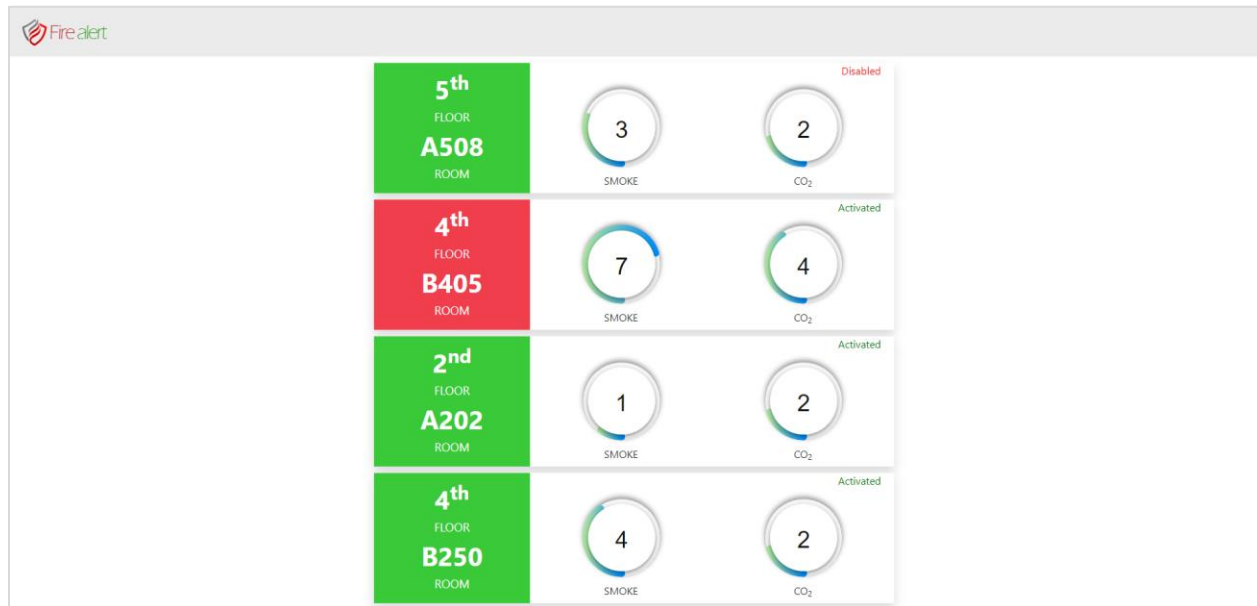 Fire alert
Disabled
5th
FLOOR
A508
ROOM
3
SMOKE
2
CO₂
Activated
4th
FLOOR
B405
ROOM
7
SMOKE
4
CO₂
Activated
2nd
FLOOR
A202
ROOM
1
SMOKE
2
CO₂
Activated
4th
FLOOR
B250
ROOM
4
SMOKE
2
CO₂